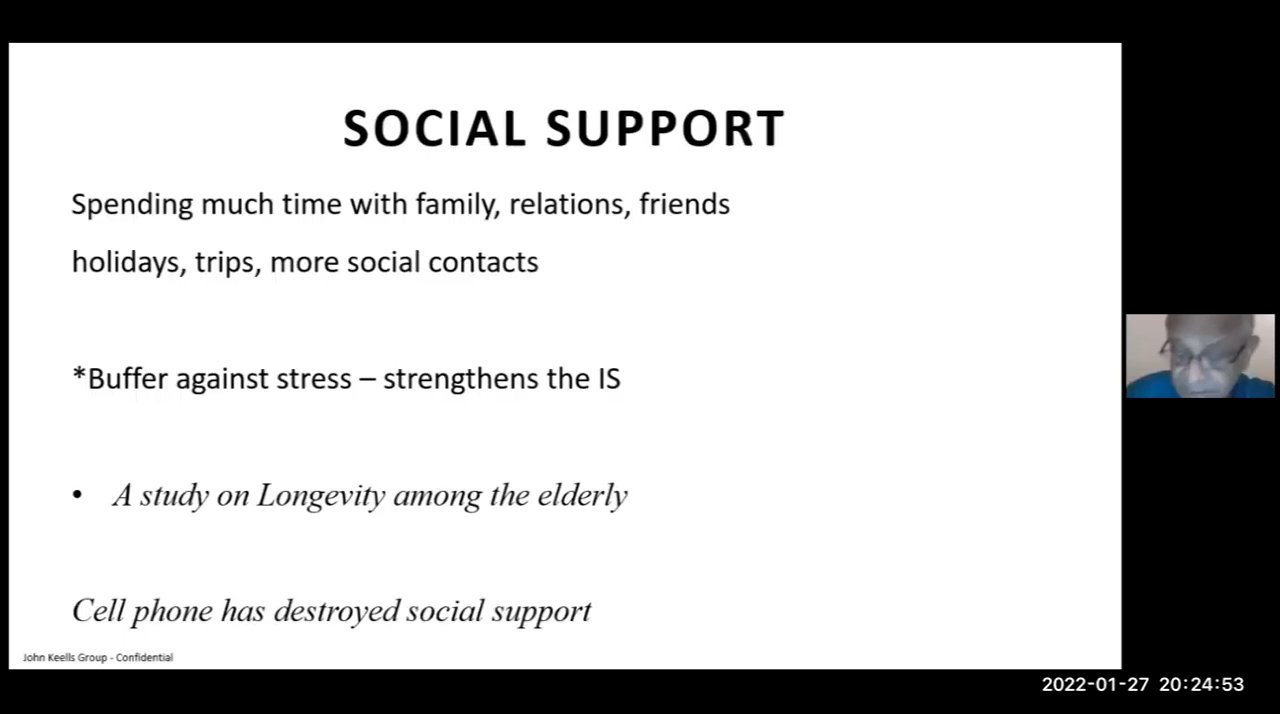 SOCIAL SUPPORT
Spending much time with family, relations, friends
holidays, trips, more social contacts
*Buffer against stress – strengthens the IS
• A study on Longevity among the elderly
Cell phone has destroyed social support
John Keells Group - Confidential
2022-01-27 20:24:53